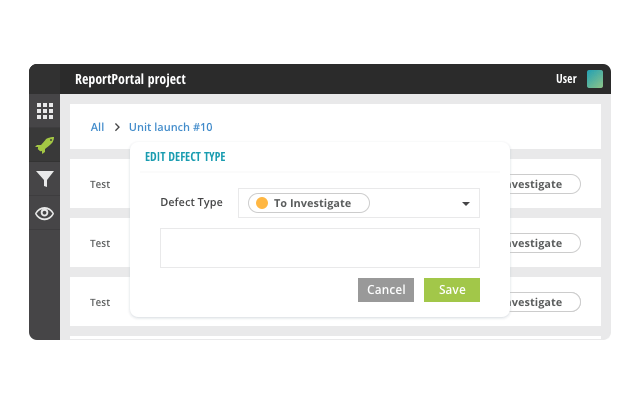 ReportPortal project
User
All > Unit launch #10
EDIT DEFECT TYPE
Test
nvestigate
Defect Type
To Investigate
Test
nvestigate
Cancel
Save
Test
nvestigate